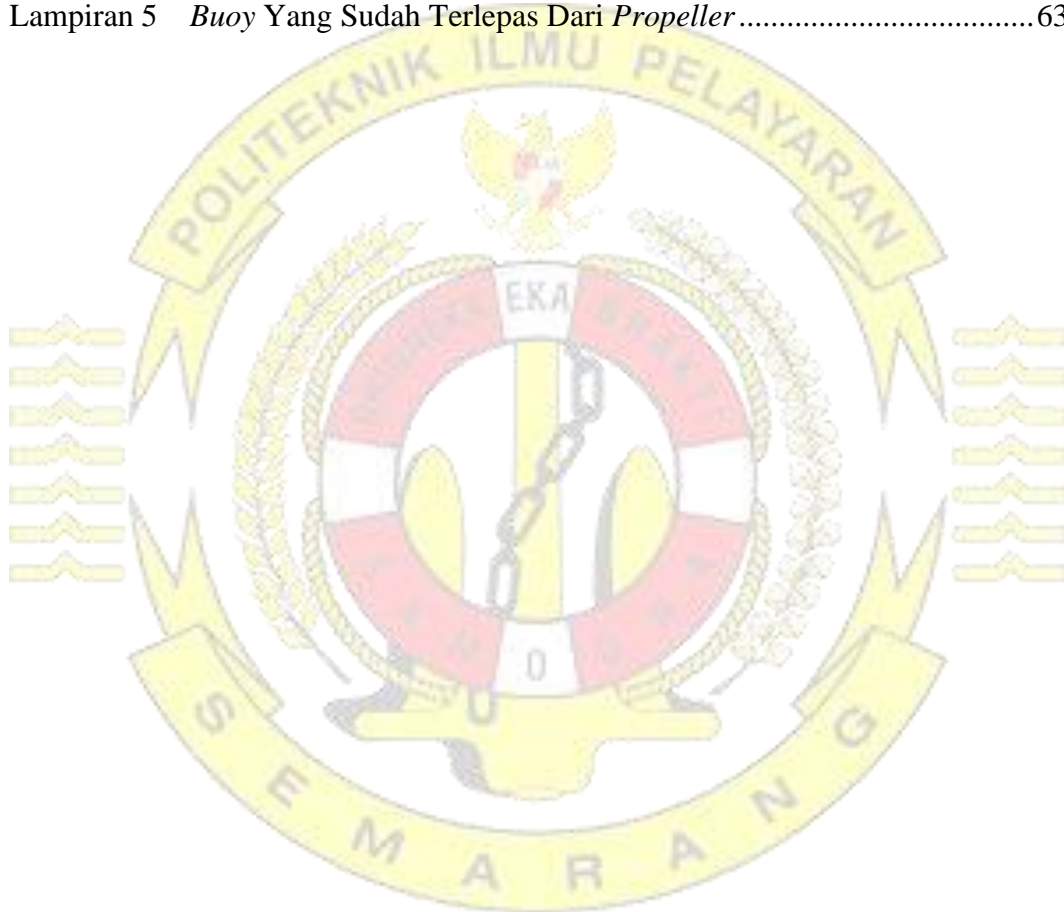 Lampiran 5 Buoy Yang Sudah Terlepas Dari Propeller.................................63
POLITEKNIK ILMU PELAYARAN
EKA
SEMARANG